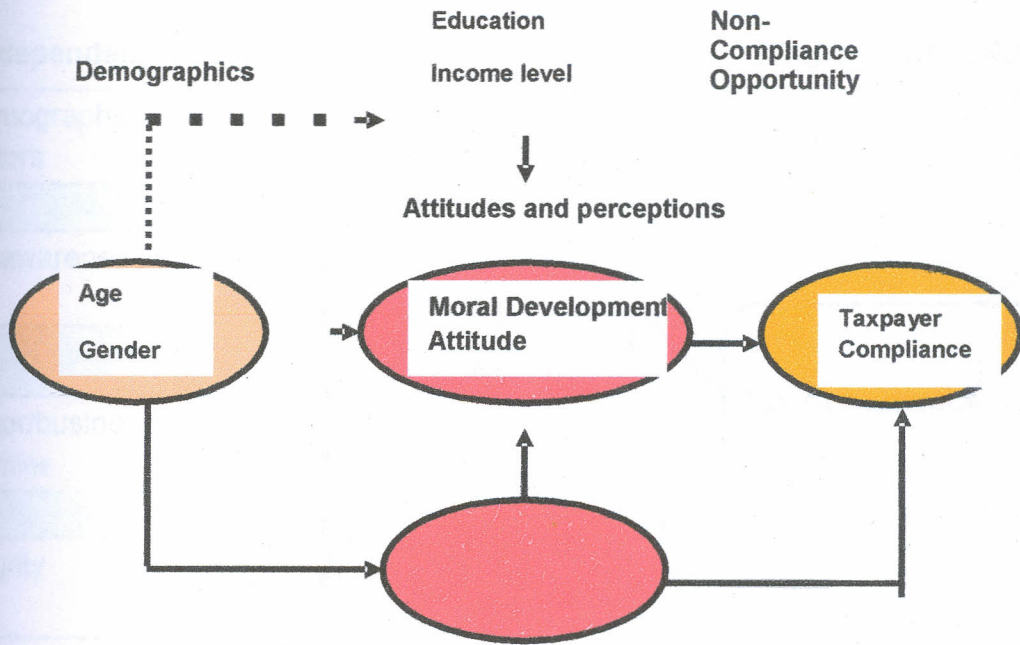 Education
Non-
Compliance
Opportunity
Demographics
Income level
Attitudes and perceptions
Age
Gender
Moral Development
Attitude
Taxpayer
Compliance